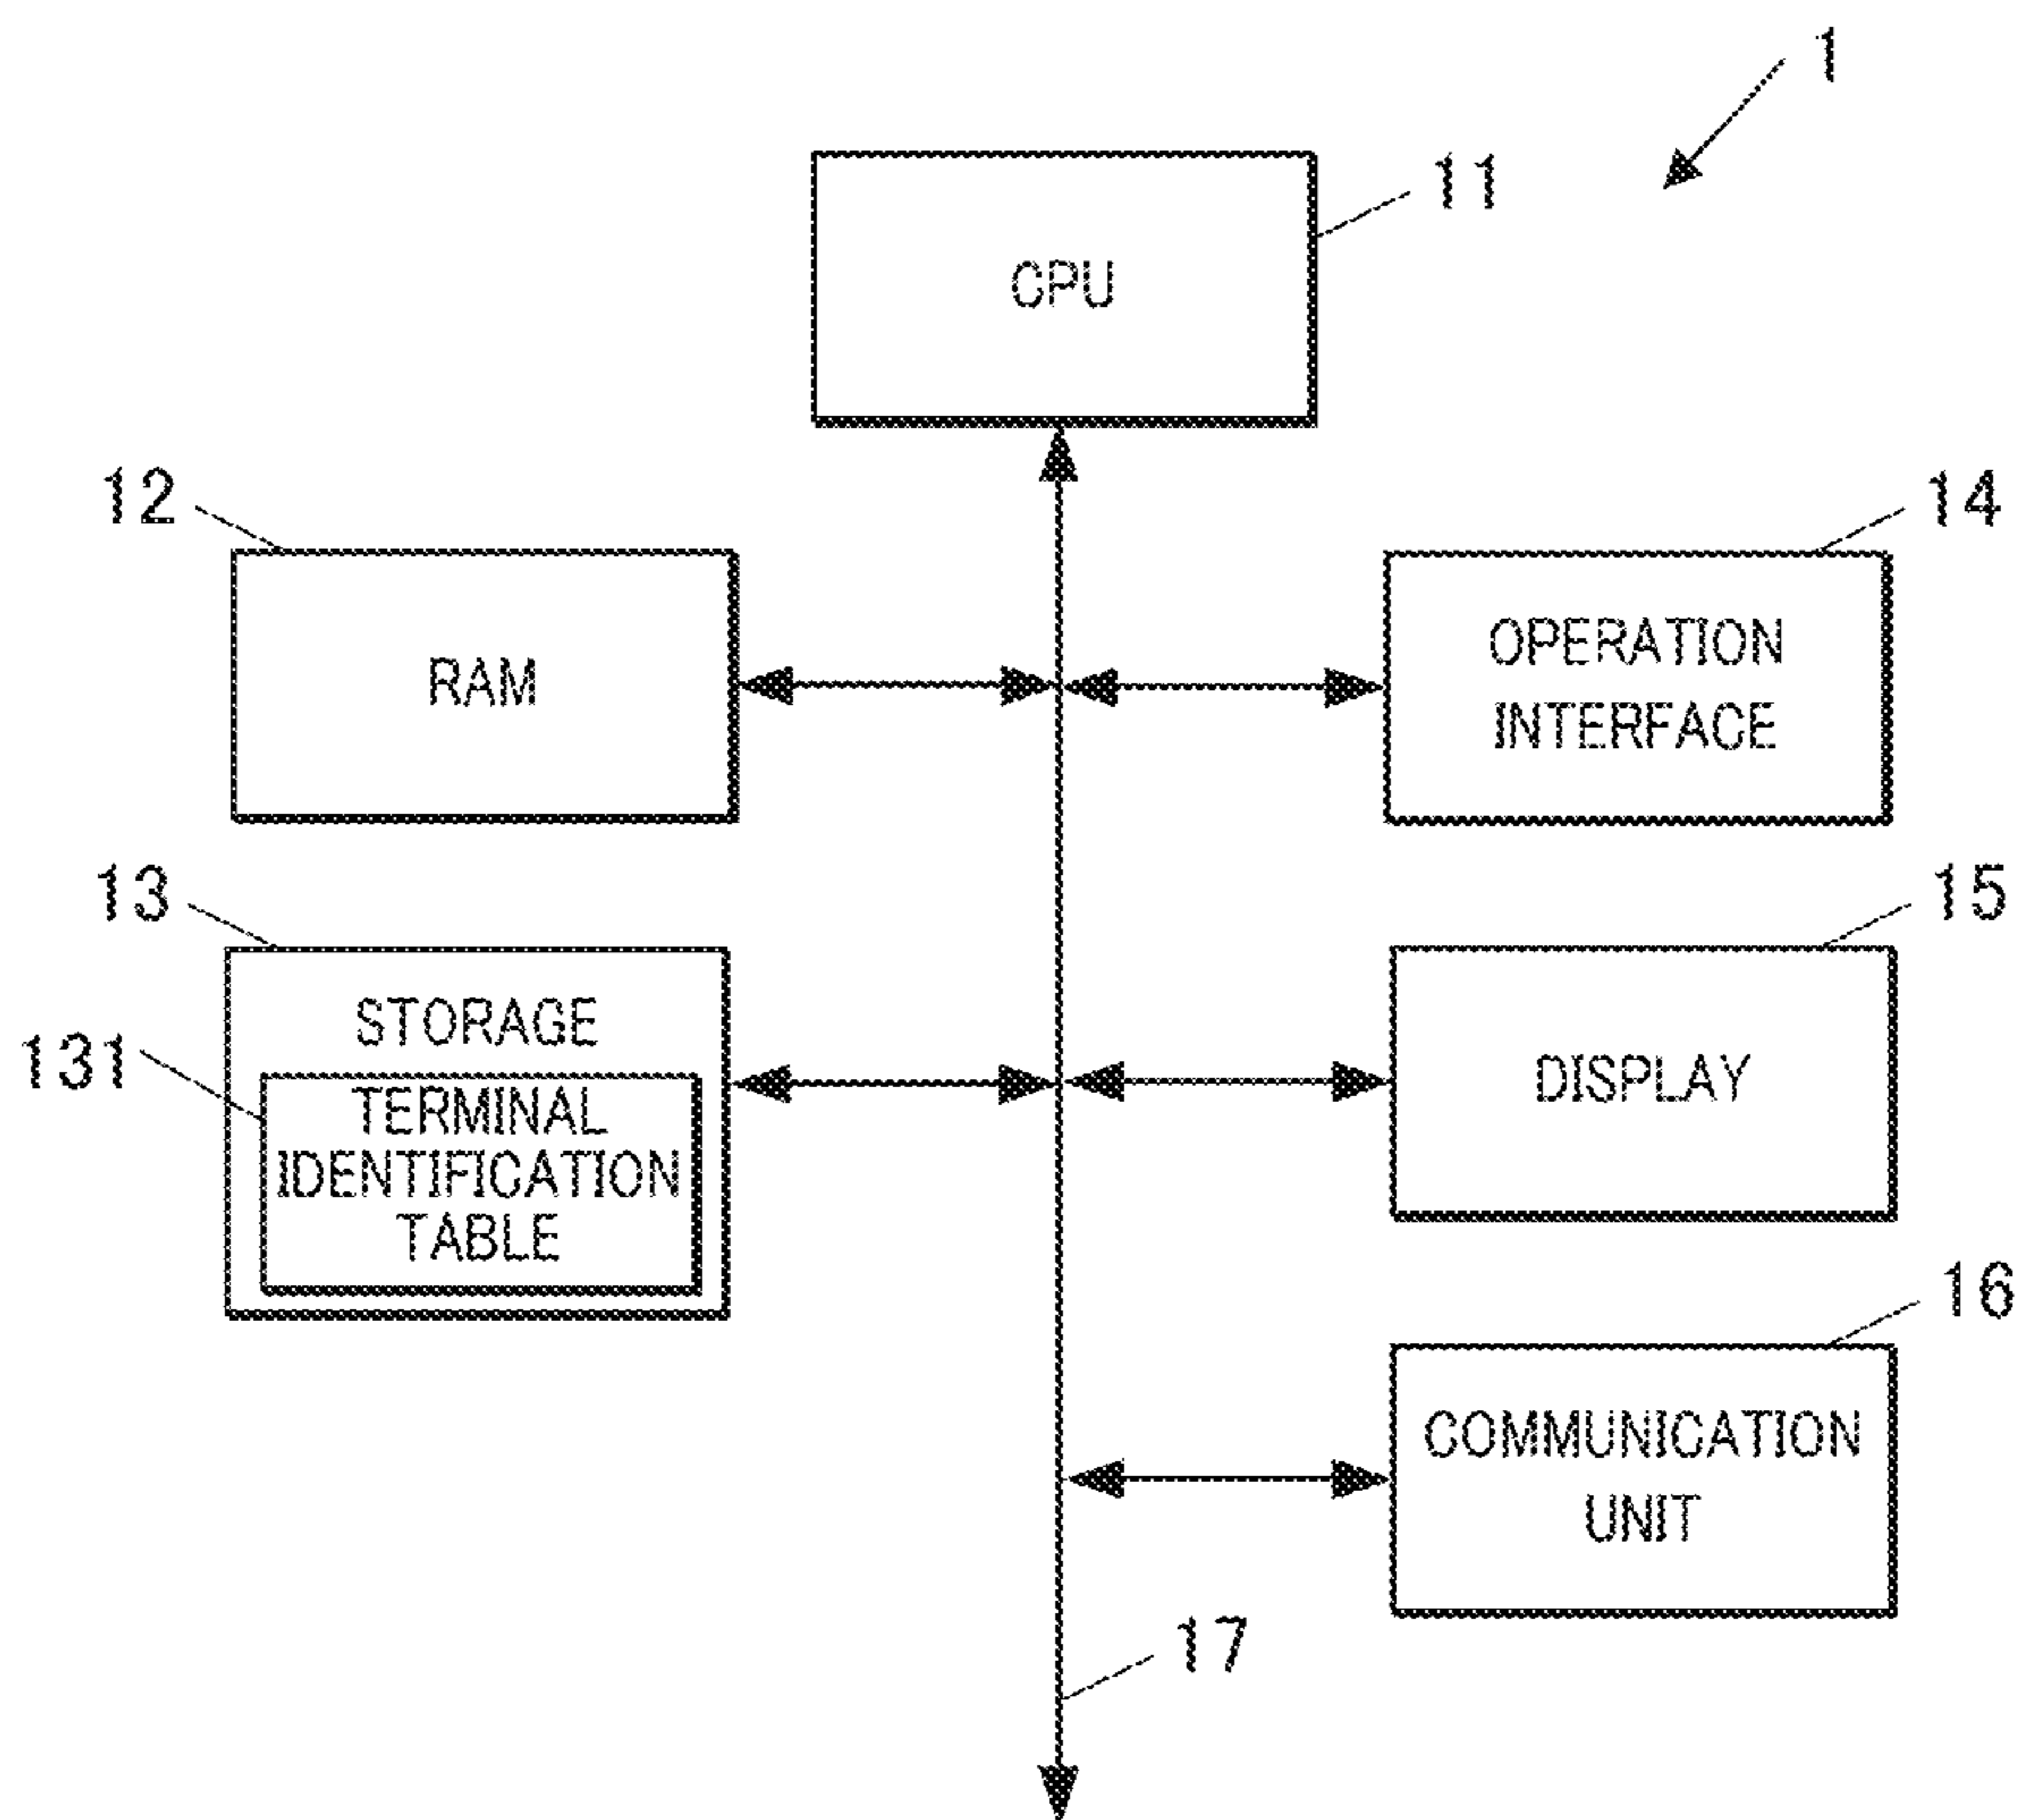 1
11
CPU
12
14
RAM
OPERATION
INTERFACE
13
15
STORAGE
131
TERMINAL
IDENTIFICATION
TABLE
DISPLAY
16
COMMUNICATION
UNIT
17